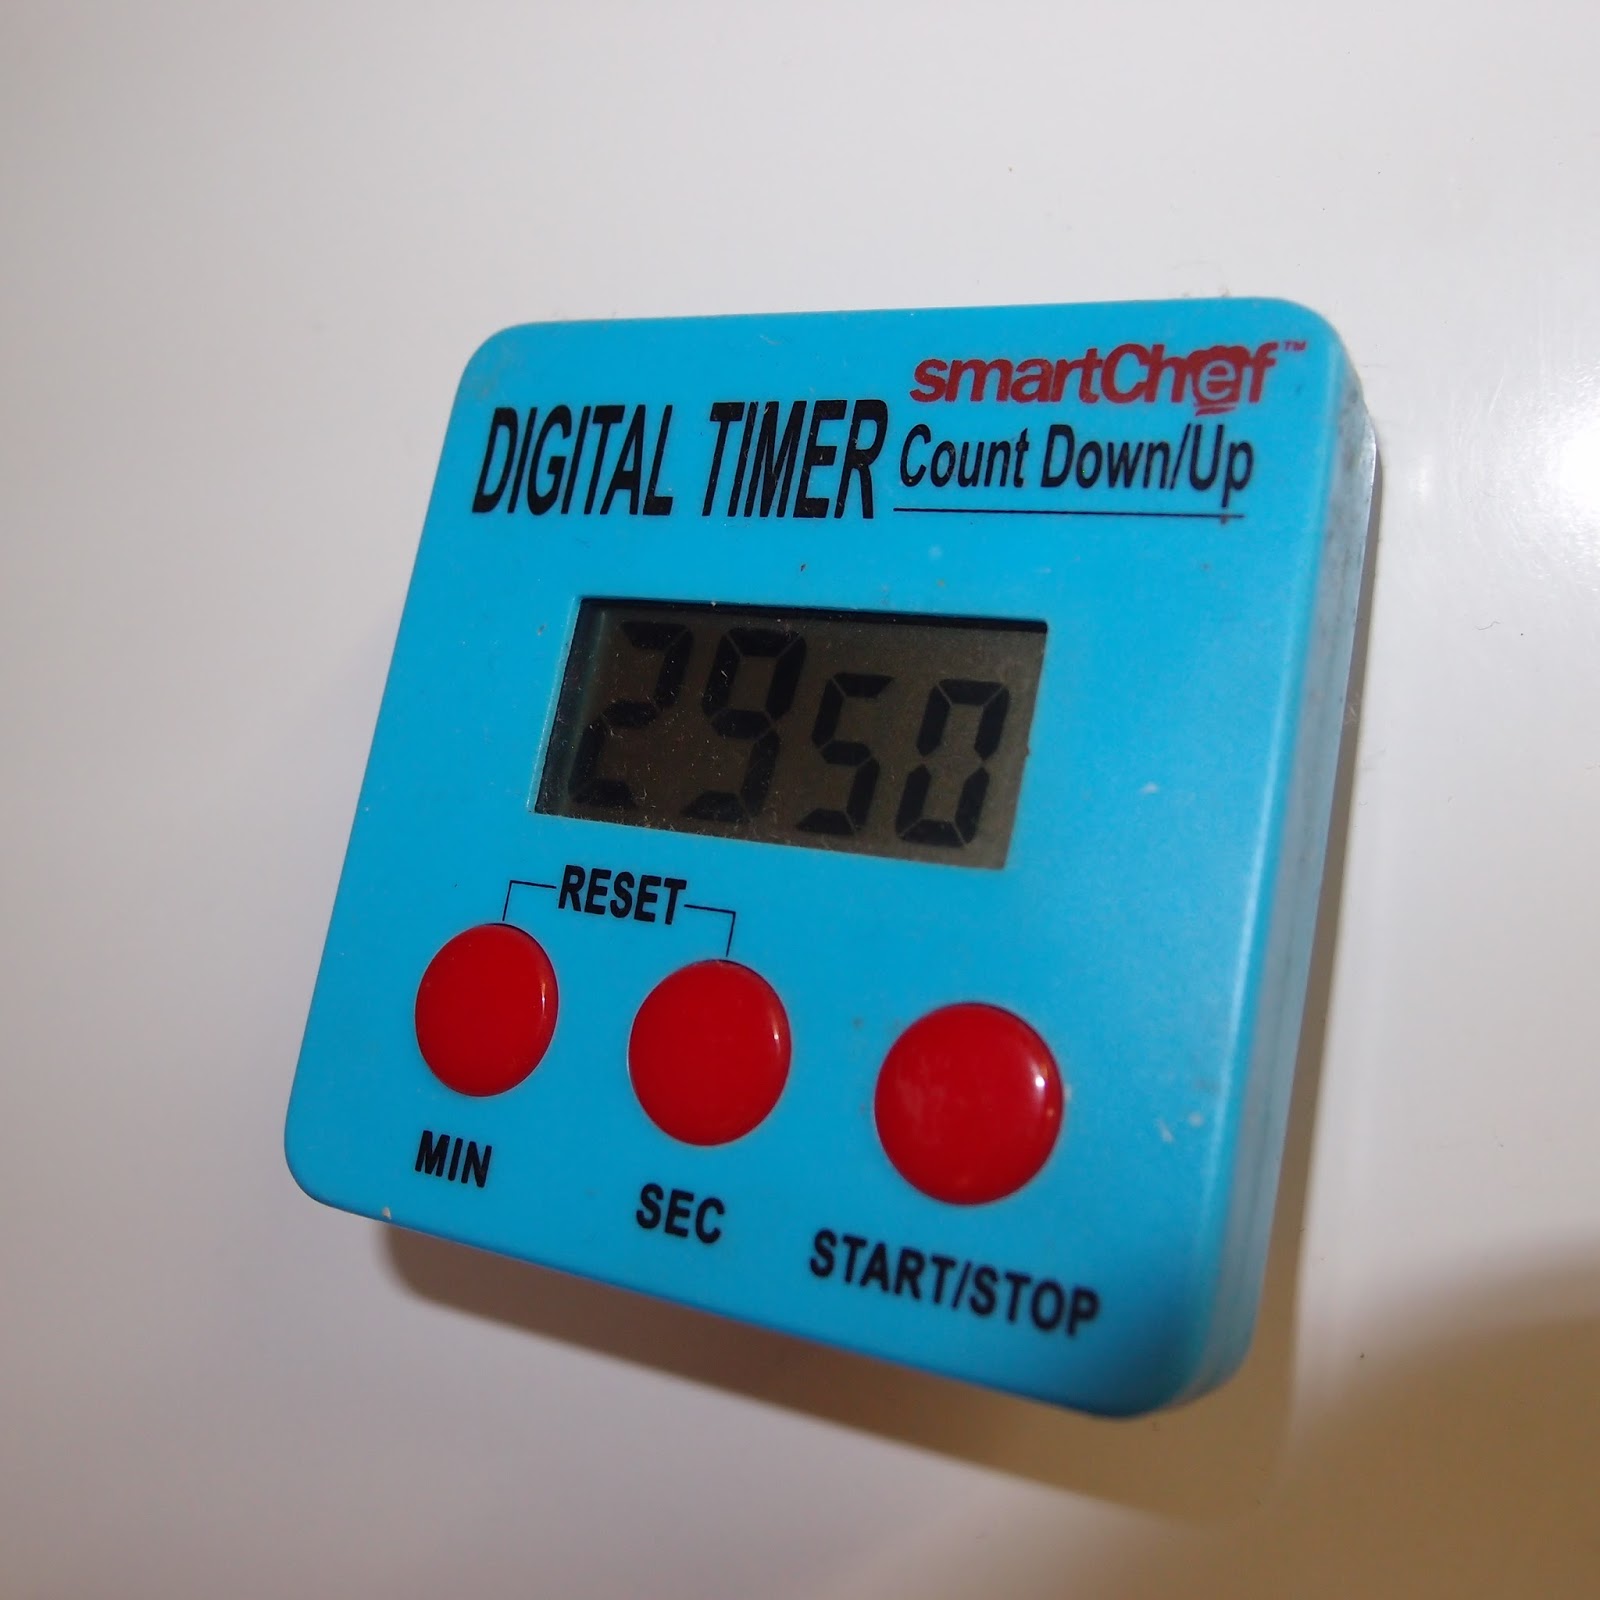 smartChef™
DIGITAL TIMER Count Down/Up
2950
RESET
MIN
SEC
START/STOP